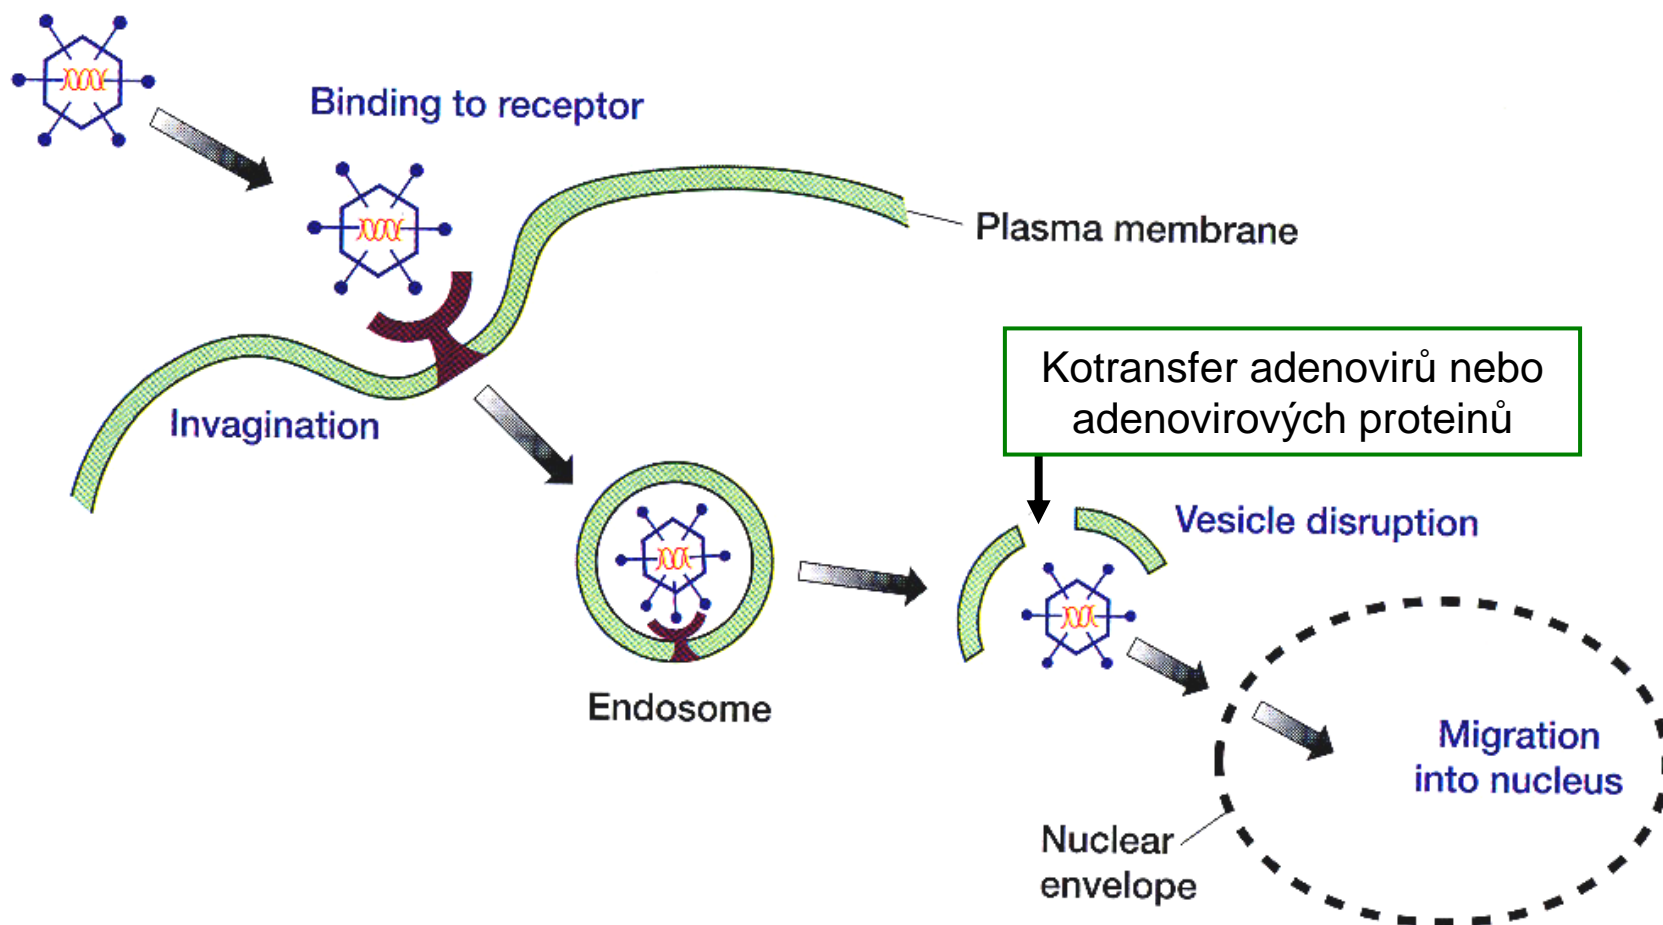 Binding to receptor
Plasma membrane
Kotransfer adenovirů nebo
adenovirových proteinů
Invagination
Vesicle disruption
Endosome
Migration
into nucleus
Nuclear
envelope